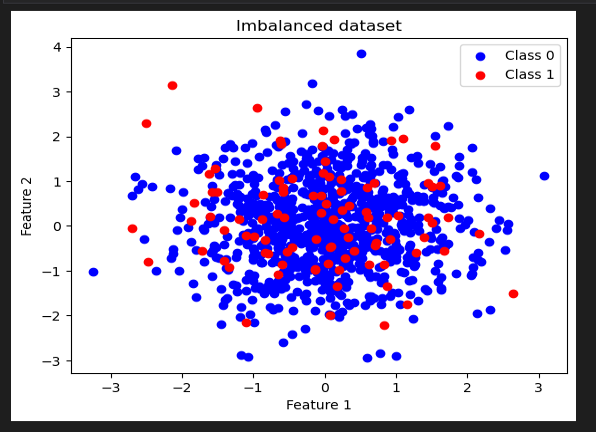 Imbalanced dataset
Class 0
Class 1
4
3
2
1
0
−1
−2
−3
Feature 2
−3 −2 −1 0 1 2 3
Feature 1